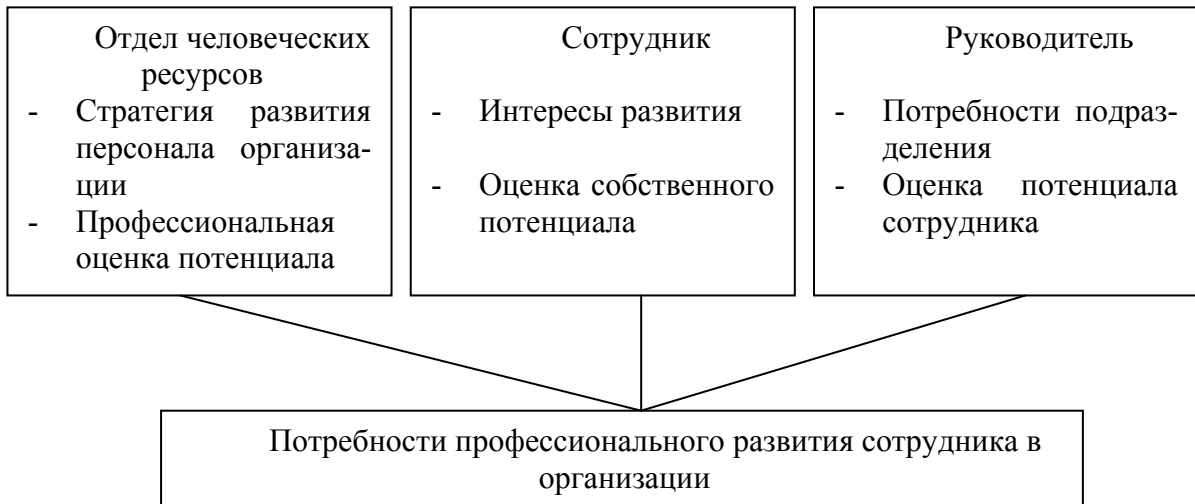 Отдел человеческих
ресурсов
- Стратегия развития
персонала организа-
ции
- Профессиональная
оценка потенциала
Сотрудник
- Интересы развития
- Оценка собственного
потенциала
Руководитель
- Потребности подраз-
деления
- Оценка потенциала
сотрудника
Потребности профессионального развития сотрудника в
организации